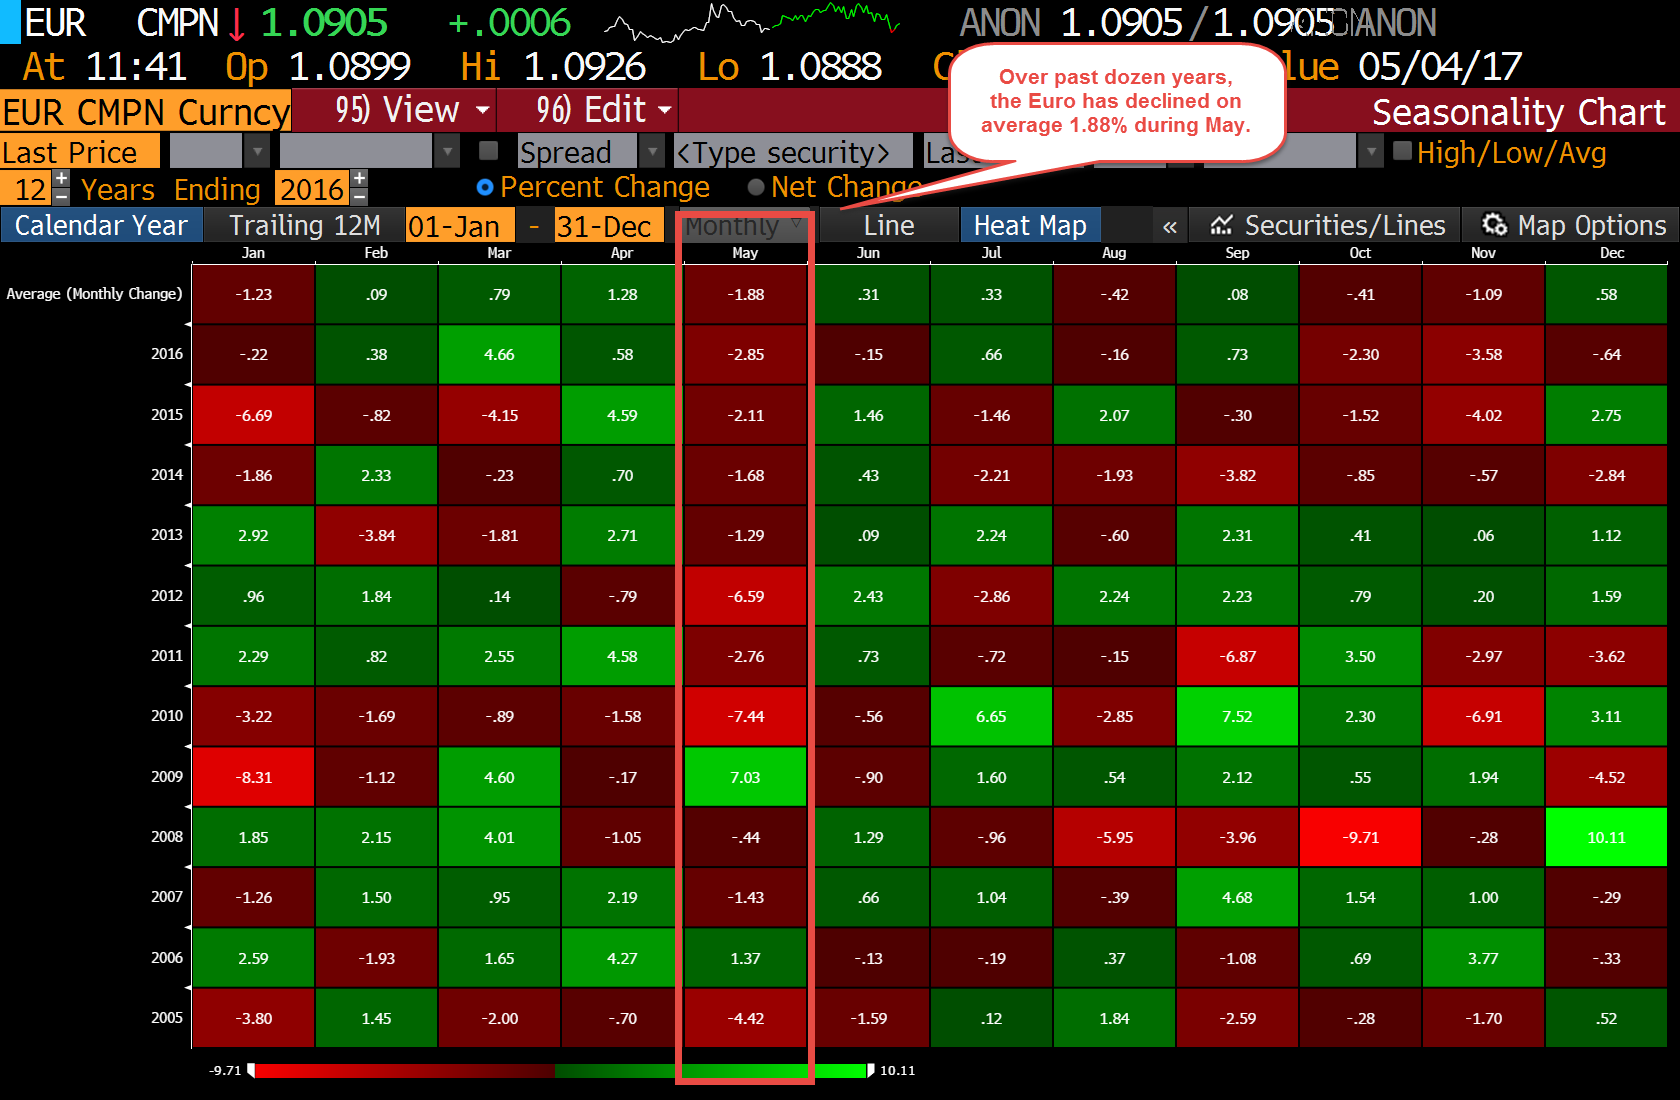 EUR CMPN↓ 1.0905 +.0006 ANON 1.0905/1.0905 ANON
At 11:41 Op 1.0899 Hi 1.0926 Lo 1.0888 lue 05/04/17
Over past dozen years,
the Euro has declined on
average 1.88% during May.
EUR CMPN Curncy 95) View 96) Edit Seasonality Chart
Last Price Spread <Type security> Las High/Low/Avg
12 Years Ending 2016 Percent Change Net Change
Calendar Year Trailing 12M 01-Jan - 31-Dec Monthly Line Heat Map « Securities/Lines Map Options
Jan Feb Mar Apr May Jun Jul Aug Sep Oct Nov Dec
Average (Monthly Change) -1.23 .09 .79 1.28 -1.88 .31 .33 -.42 .08 -.41 -1.09 .58
2016 -.22 .38 4.66 .58 -2.85 -.15 .66 -.16 .73 -2.30 -3.58 -.64
2015 -6.69 -.82 -4.15 4.59 -2.11 1.46 -1.46 2.07 -.30 -1.52 -4.02 2.75
2014 -1.86 2.33 -.23 .70 -1.68 .43 -2.21 -1.93 -3.82 -.85 -.57 -2.84
2013 2.92 -3.84 -1.81 2.71 -1.29 .09 2.24 -.60 2.31 .41 .06 1.12
2012 .96 1.84 .14 -.79 -6.59 2.43 -2.86 2.24 2.23 .79 .20 1.59
2011 2.29 .82 2.55 4.58 -2.76 .73 -.72 -.15 -6.87 3.50 -2.97 -3.62
2010 -3.22 -1.69 -.89 -1.58 -7.44 -.56 6.65 -2.85 7.52 2.30 -6.91 3.11
2009 -8.31 -1.12 4.60 -.17 7.03 -.90 1.60 .54 2.12 .55 1.94 -4.52
2008 1.85 2.15 4.01 -1.05 -.44 1.29 -.96 -5.95 -3.96 -9.71 -.28 10.11
2007 -1.26 1.50 .95 2.19 -1.43 .66 1.04 -.39 4.68 1.54 1.00 -.29
2006 2.59 -1.93 1.65 4.27 1.37 -.13 -.19 .37 -1.08 .69 3.77 -.33
2005 -3.80 1.45 -2.00 -.70 -4.42 -1.59 .12 1.84 -2.59 -.28 -1.70 .52
-9.71 10.11